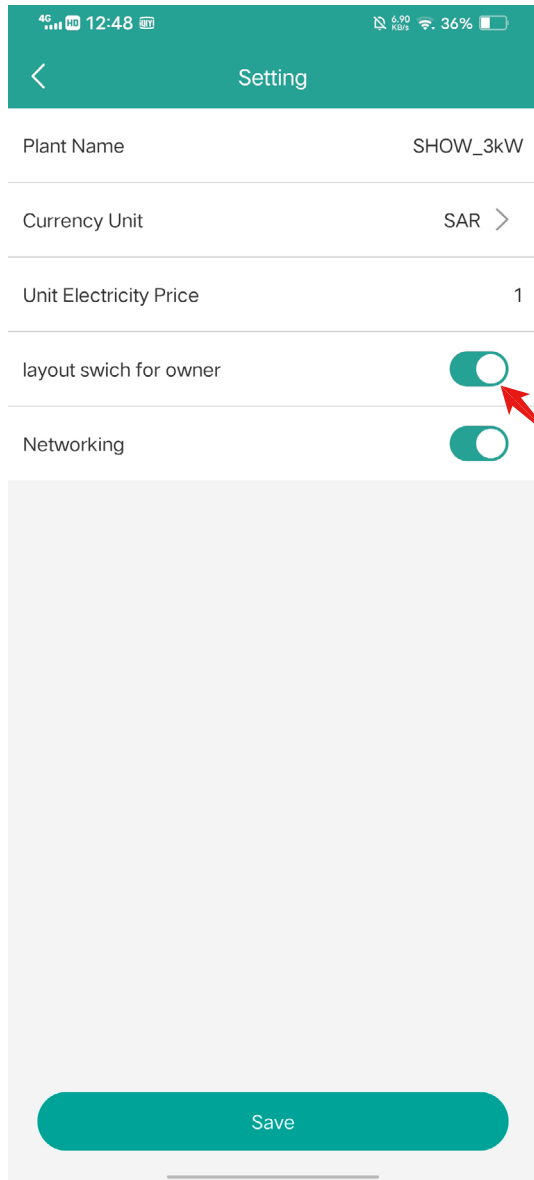 4G HD 12:48 6.90 KB/s 36%
Setting
Plant Name SHOW_3kW
Currency Unit SAR
Unit Electricity Price 1
layout swich for owner
Networking
Save